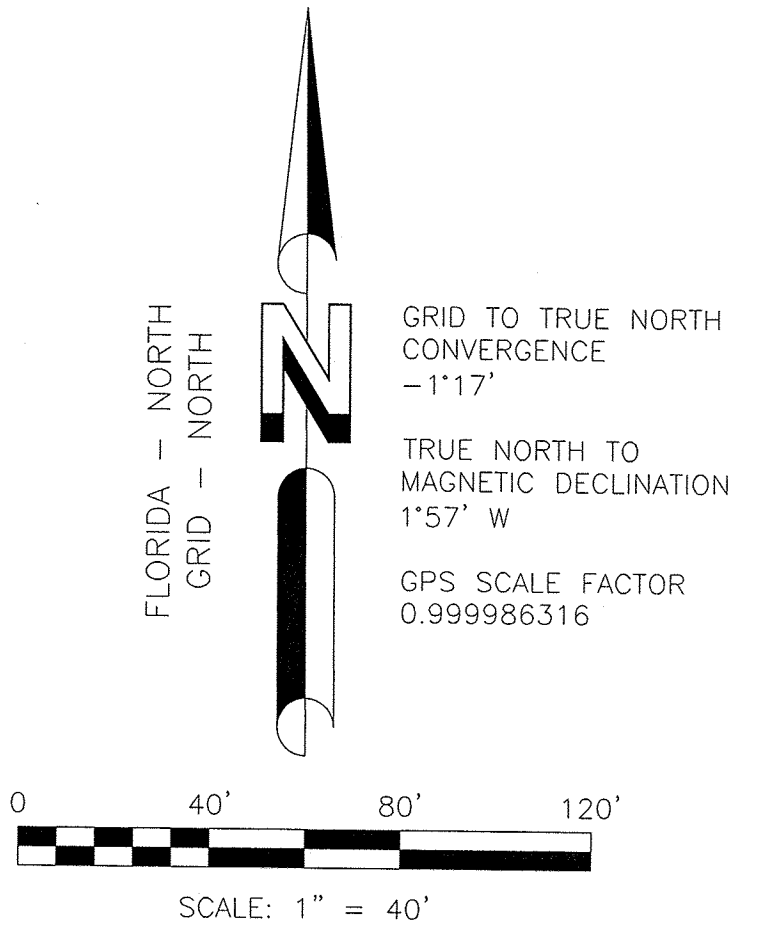 FLORIDA – NORTH
GRID – NORTH
N
GRID TO TRUE NORTH
CONVERGENCE
–1°17'
TRUE NORTH TO
MAGNETIC DECLINATION
1°57' W
GPS SCALE FACTOR
0.999986316
0 40' 80' 120'
SCALE: 1" = 40'